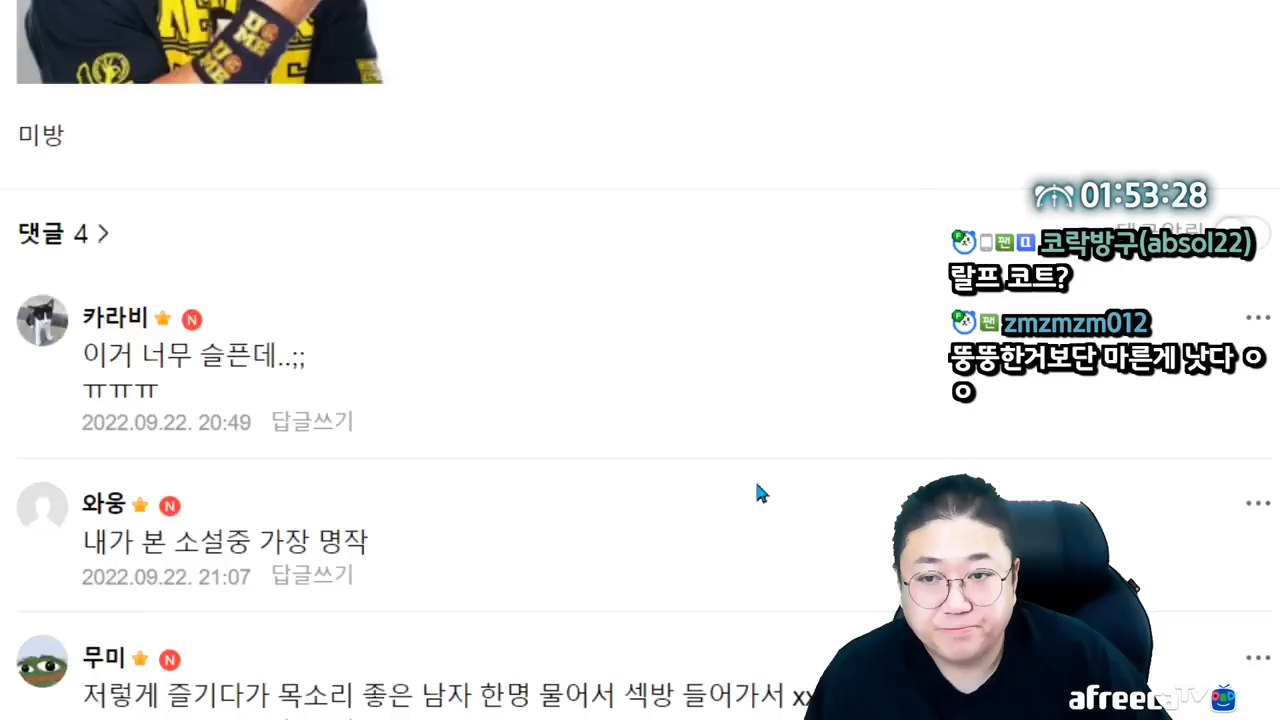 미방
댓글 4
01:53:28
코락방구(absol22)
랄프 코트?
zmzmzm012
뚱뚱한거보단 마른게 낫다 ㅇ
ㅇ
카라비 N
이거 너무 슬픈데..;;
ㅠㅠㅠ
2022.09.22. 20:49 답글쓰기
와웅 N
내가 본 소설중 가장 명작
2022.09.22. 21:07 답글쓰기
무미 N
저렇게 즐기다가 목소리 좋은 남자 한명 물어서 섹방 들어가서 xx
afreecaTV